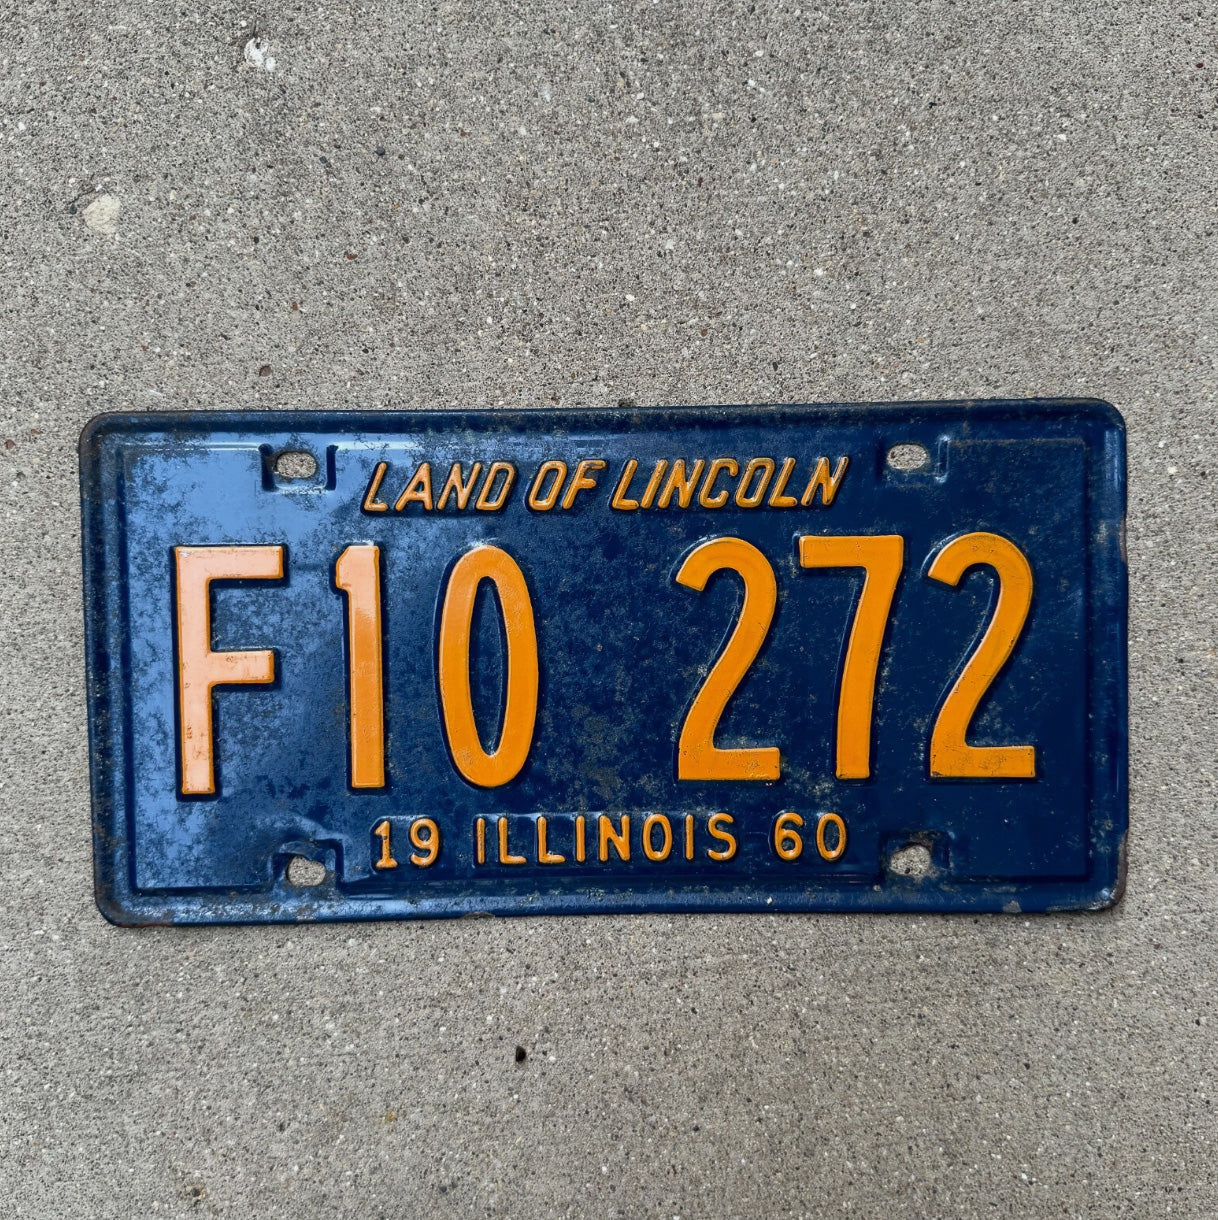 LAND OF LINCOLN
F10 272
19 ILLINOIS 60